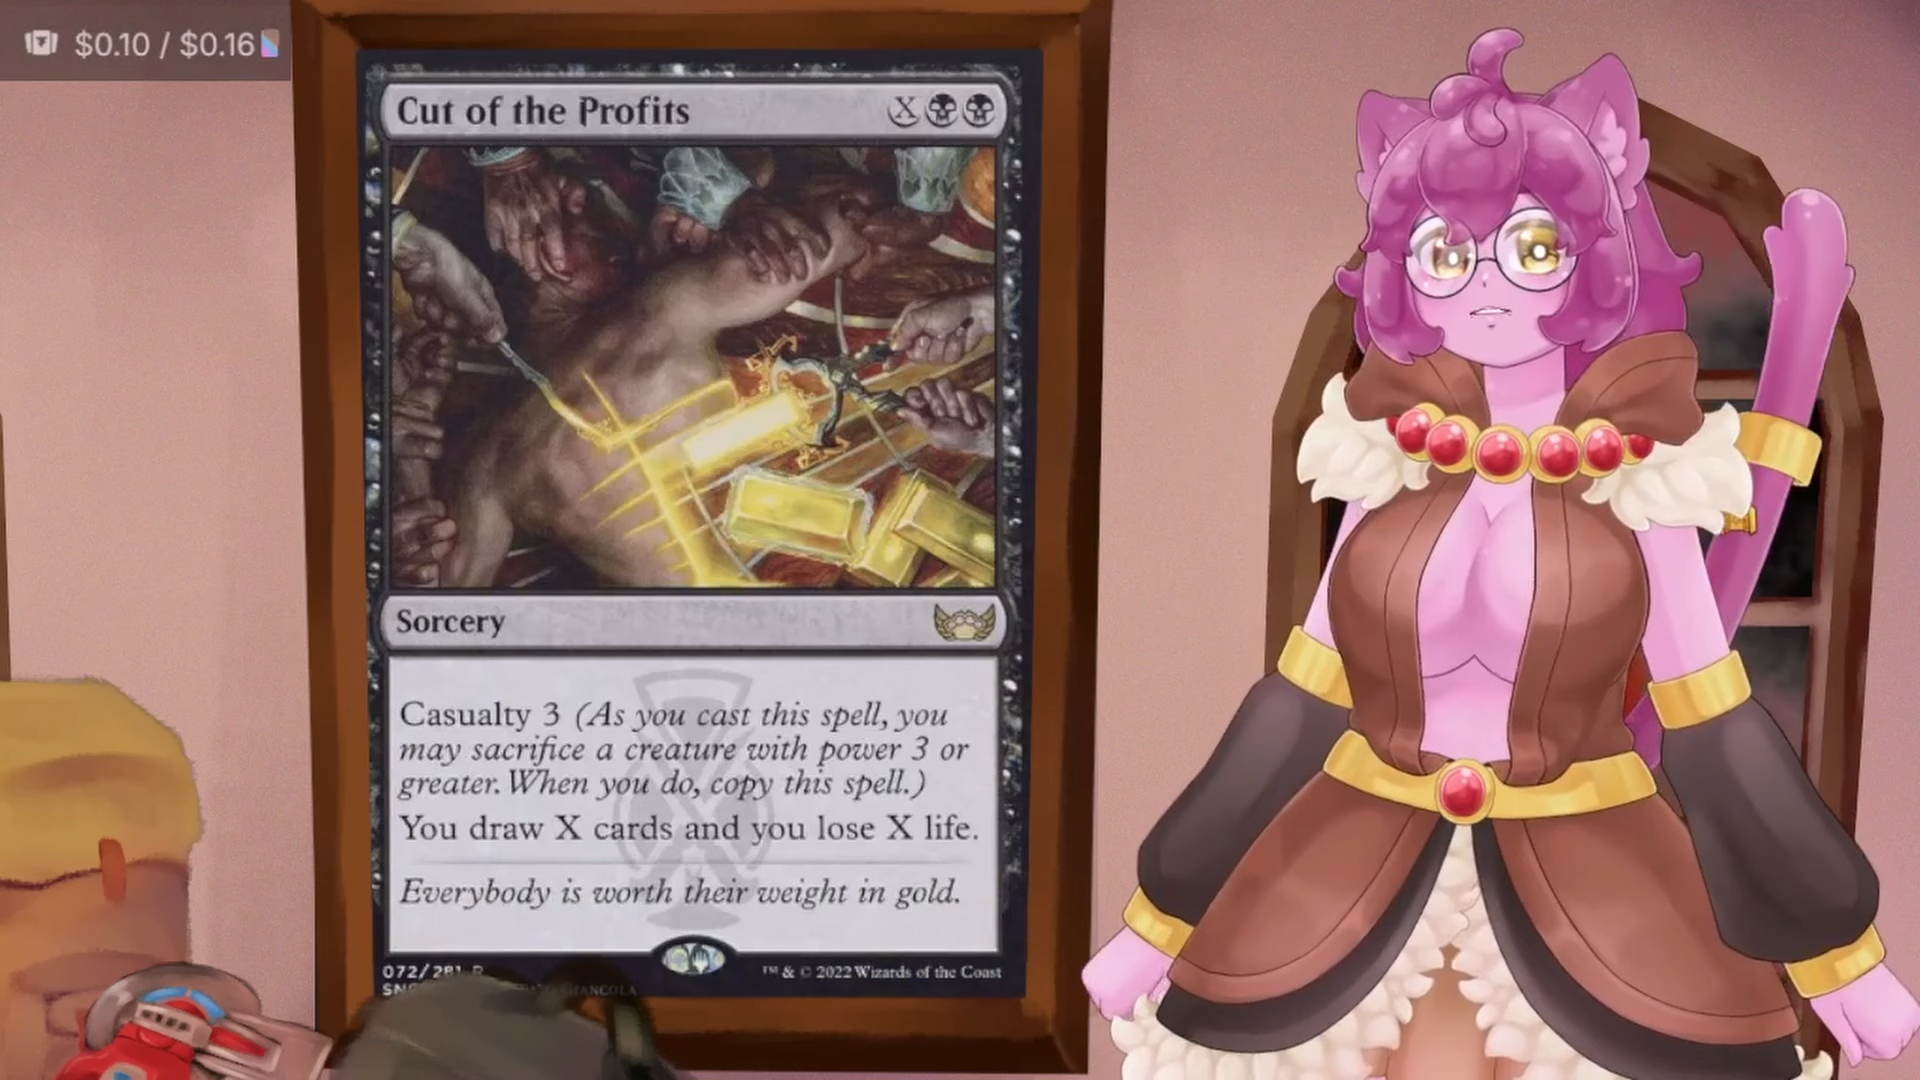 $0.10 / $0.16
Cut of the Profits
X
Sorcery
Casualty 3 (As you cast this spell, you
may sacrifice a creature with power 3 or
greater. When you do, copy this spell.)
You draw X cards and you lose X life.
Everybody is worth their weight in gold.
072/281 R
™ & © 2022 Wizards of the Coast
GIANCOLA